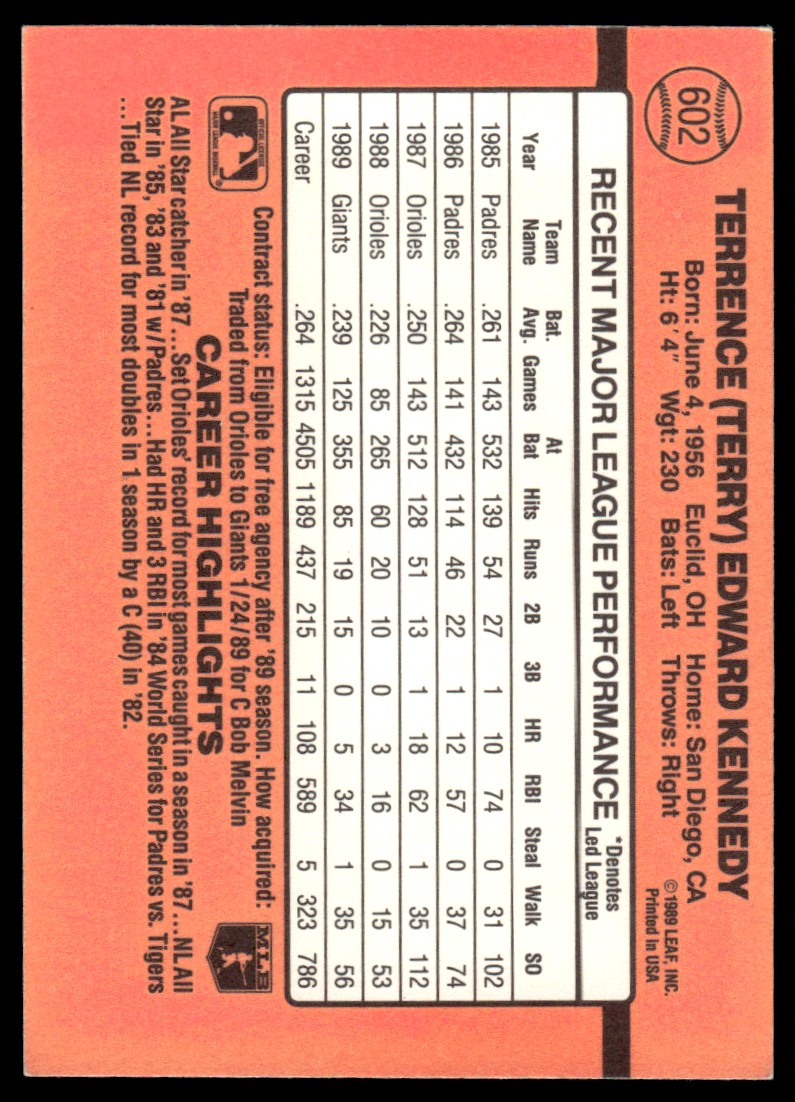 602
TERRENCE (TERRY) EDWARD KENNEDY
Born: June 4, 1956 Euclid, OH Home: San Diego, CA
Ht: 6'4" Wgt: 230 Bats: Left Throws: Right
©1989 LEAF, INC.
Printed in USA
RECENT MAJOR LEAGUE PERFORMANCE *Denotes Led League
Year Team Name Bat. Avg. Games At Bat Hits Runs 2B 3B HR RBI Steal Walk SO
1985 Padres .261 143 532 139 54 27 1 10 74 0 31 102
1986 Padres .264 141 432 114 46 22 1 12 57 0 37 74
1987 Orioles .250 143 512 128 51 13 1 18 62 1 35 112
1988 Orioles .226 85 265 60 20 10 0 3 16 0 15 53
1989 Giants .239 125 355 85 19 15 0 5 34 1 35 56
Career .264 1315 4505 1189 437 215 11 108 589 5 323 786
OFFICIAL LICENSEE
MAJOR LEAGUE BASEBALL
®
Contract status: Eligible for free agency after '89 season. How acquired:
Traded from Orioles to Giants 1/24/89 for C Bob Melvin
MLB
CAREER HIGHLIGHTS
AL All Star catcher in '87...Set Orioles' record for most games caught in a season in '87...NL All
Star in '85, '83 and '81 w/Padres...Had HR and 3 RBI in '84 World Series for Padres vs. Tigers
...Tied NL record for most doubles in 1 season by a C (40) in '82.